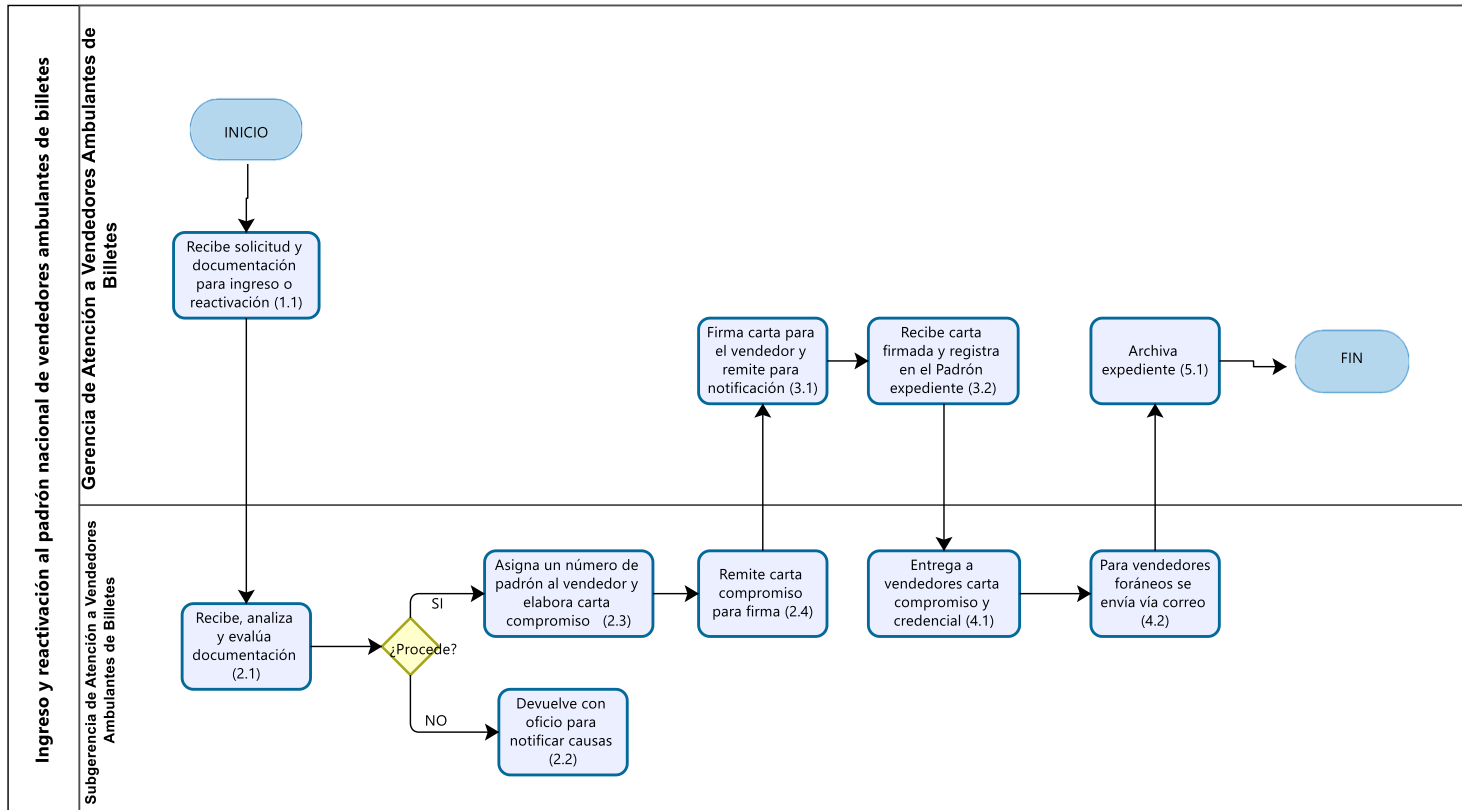 Ingreso y reactivación al padrón nacional de vendedores ambulantes de billetes
Gerencia de Atención a Vendedores Ambulantes de
Billetes
INICIO
Recibe solicitud y
documentación
para ingreso o
reactivación (1.1)
Firma carta para
el vendedor y
remite para
notificación (3.1)
Recibe carta
firmada y registra
en el Padrón
expediente (3.2)
Archiva
expediente (5.1)
FIN
Subgerencia de Atención a Vendedores
Ambulantes de Billetes
Recibe, analiza
y evalúa
documentación
(2.1)
¿Procede?
SI
Asigna un número de
padrón al vendedor y
elabora carta
compromiso (2.3)
Remite carta
compromiso
para firma (2.4)
Entrega a
vendedores carta
compromiso y
credencial (4.1)
Para vendedores
foráneos se
envía vía correo
(4.2)
NO
Devuelve con
oficio para
notificar causas
(2.2)